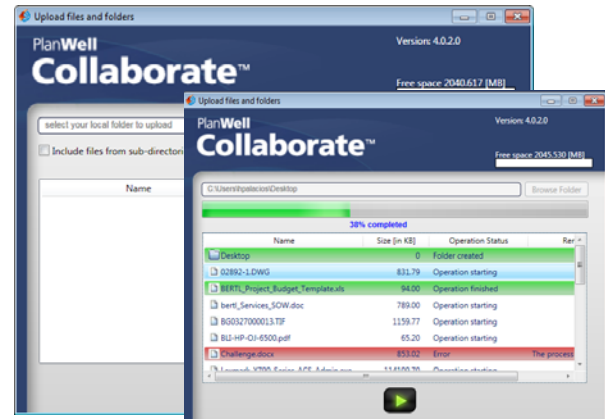 Upload files and folders
PlanWell
Collaborate™
Version: 4.0.2.0
Free space 2040.617 [MB]
select your local folder to upload
Include files from sub-directori
Name
Upload files and folders
PlanWell
Collaborate™
Version: 4.0.2.0
Free space 2045.530 [MB]
C:\Users\hpalacios\Desktop
Browse Folder
38% completed
Name Size [in KB] Operation Status Rer
Desktop 0 Folder created
02892-1.DWG 831.79 Operation starting
BERTL_Project_Budget_Template.xls 94.00 Operation finished
bertl_Services_SOW.doc 789.00 Operation starting
BG0327000013.TIF 1159.77 Operation starting
BLI-HP-OJ-6500.pdf 65.20 Operation starting
Challenge.docx 853.02 Error The process